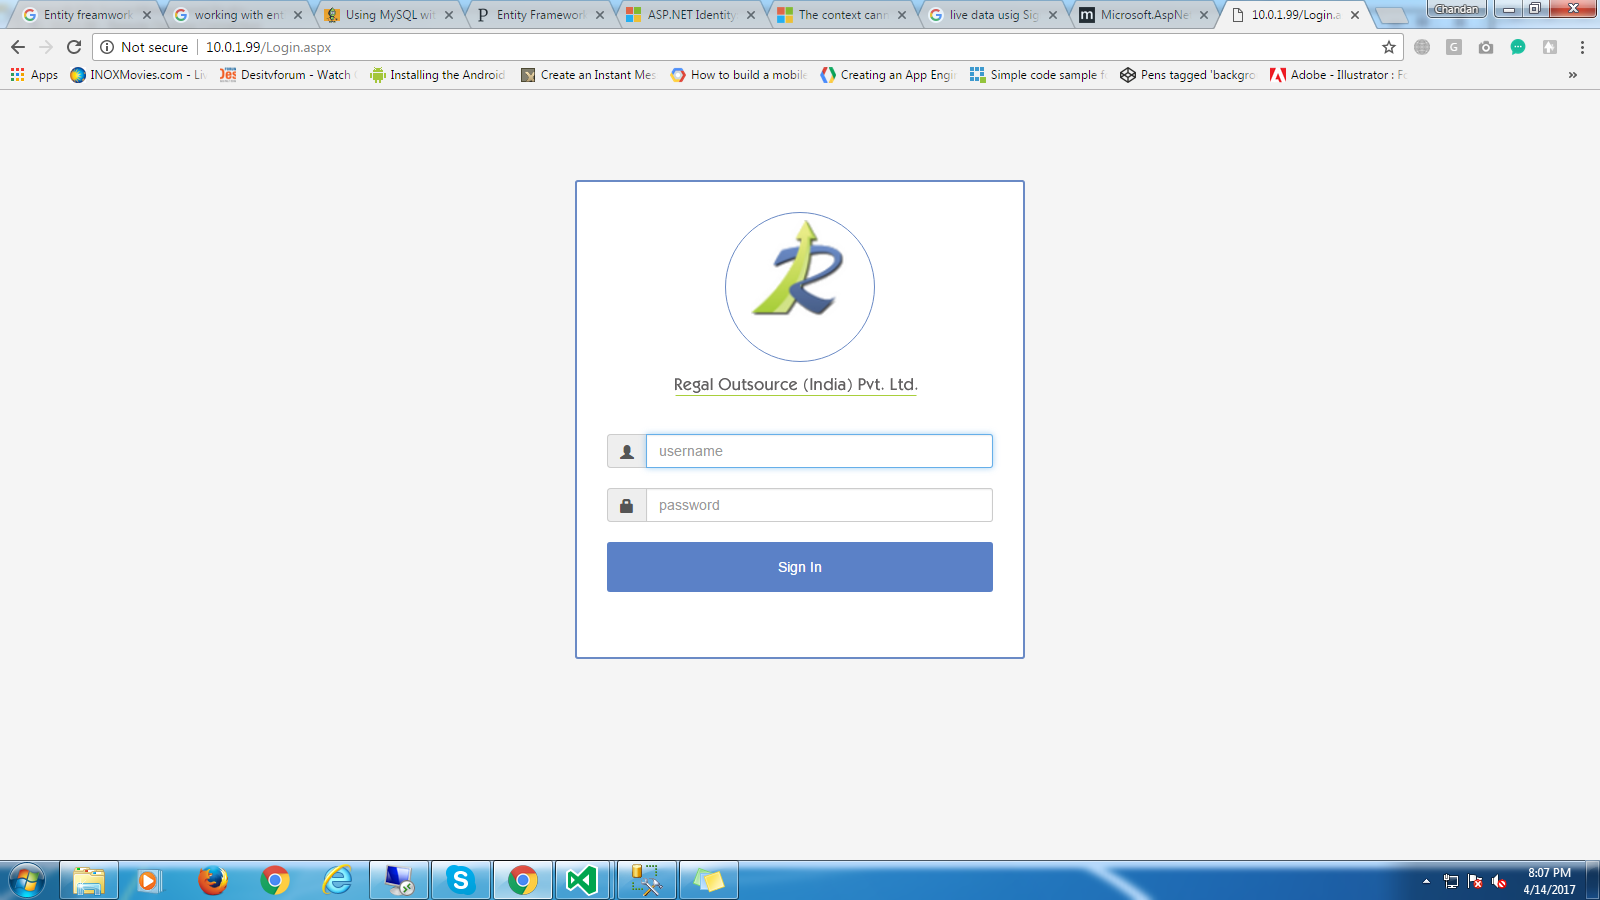 Entity freamwork
working with ent
Using MySQL wit
Entity Framework
ASP.NET Identity
The context cann
live data usig Sig
Microsoft.AspNe
10.0.1.99/Login.a
Chandan
Not secure
10.0.1.99/Login.aspx
Apps
INOXMovies.com - Liv
Desitvforum - Watch
Installing the Android
Create an Instant Mes
How to build a mobile
Creating an App Engi
Simple code sample f
Pens tagged 'backgro
Adobe - Illustrator : Fo
Regal Outsource (India) Pvt. Ltd.
username
password
Sign In
8:07 PM
4/14/2017